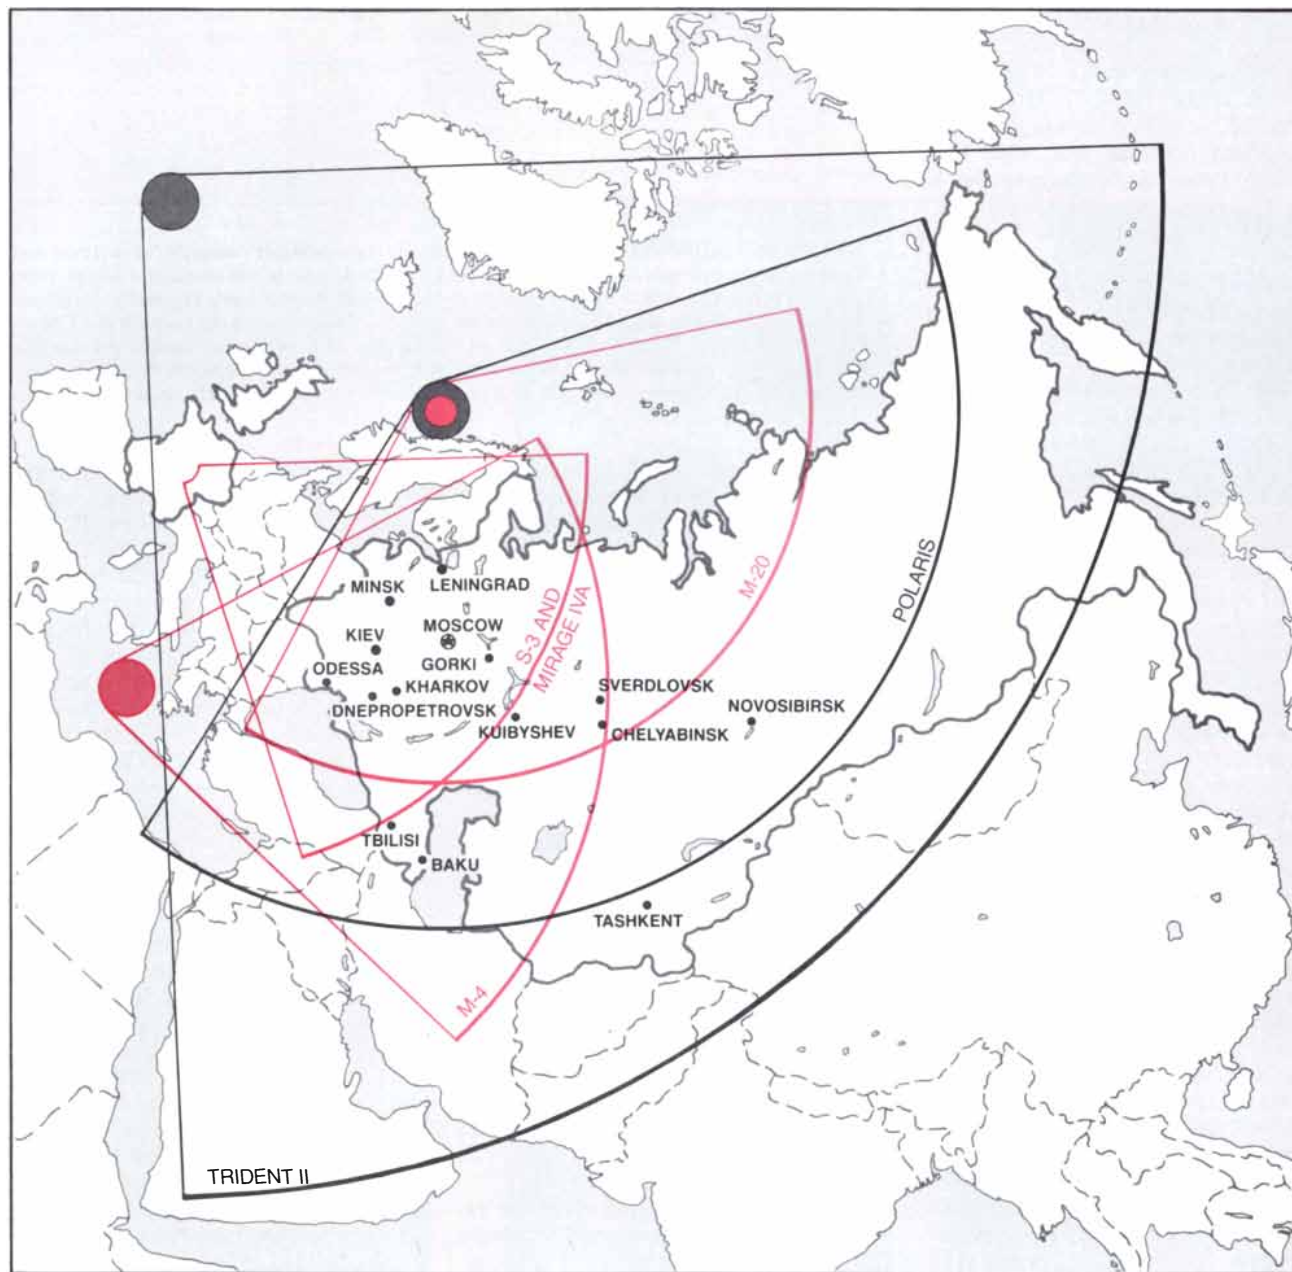 MINSK
LENINGRAD
KIEV
MOSCOW
GORKI
ODESSA
KHARKOV
DNEPROPETROVSK
KUIBYSHEV
S-3 AND
MIRAGE IVA
M-20
POLARIS
SVERDLOVSK
CHELYABINSK
NOVOSIBIRSK
TBILISI
BAKU
TASHKENT
M-4
TRIDENT II